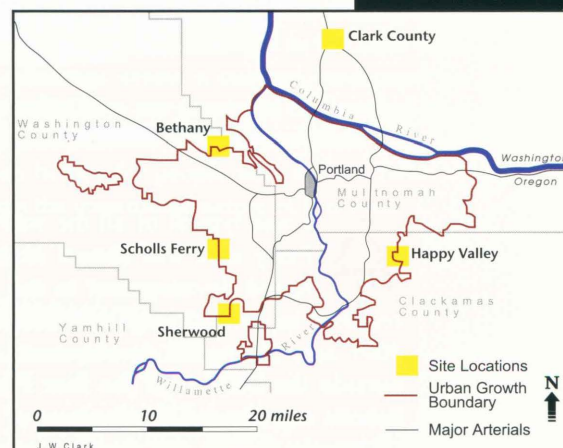 Clark County
Columbia
River
Washington
County
Bethany
Portland
Washington
Oregon
Multnomah
County
Scholls Ferry
Happy Valley
Clackamas
County
Sherwood
Yamhill
County
Willamette
River
Site Locations
Urban Growth
Boundary
Major Arterials
N
0 10 20 miles
J. W. Clark